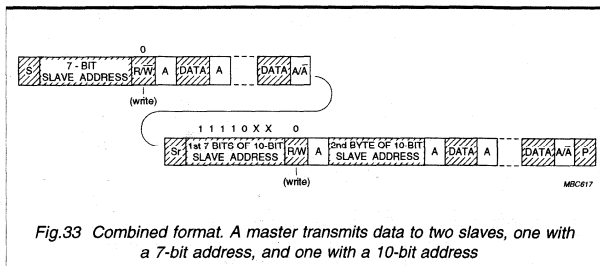 0
S 7 - BIT SLAVE ADDRESS R/W̅ A DATA A DATA A/A̅
(write)
1 1 1 1 0 X X 0
Sr 1st 7 BITS OF 10-BIT SLAVE ADDRESS R/W A 2nd BYTE OF 10-BIT SLAVE ADDRESS A DATA A DATA A/A̅ P
(write)
MBC617
Fig.33 Combined format. A master transmits data to two slaves, one with
a 7-bit address, and one with a 10-bit address